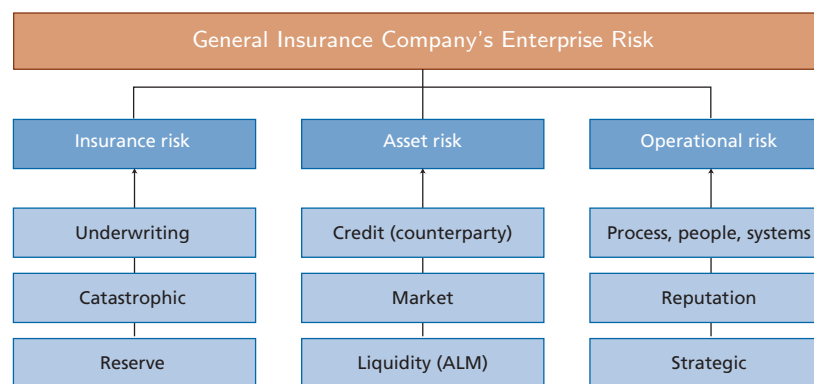 General Insurance Company's Enterprise Risk
Insurance risk
Asset risk
Operational risk
Underwriting
Credit (counterparty)
Process, people, systems
Catastrophic
Market
Reputation
Reserve
Liquidity (ALM)
Strategic